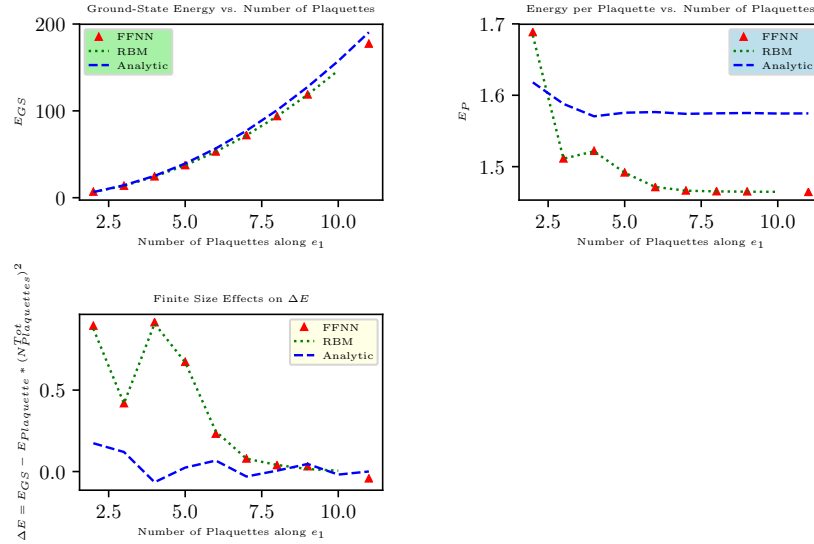 Ground-State Energy vs. Number of Plaquettes
200
100
0
E_{GS}
FFNN
RBM
Analytic
2.5 5.0 7.5 10.0
Number of Plaquettes along e_1
Energy per Plaquette vs. Number of Plaquettes
1.7
1.6
1.5
E_P
FFNN
RBM
Analytic
2.5 5.0 7.5 10.0
Number of Plaquettes along e_1
Finite Size Effects on ΔE
0.5
0.0
ΔE = E_{GS} − E_{Plaquette} * (N_{Plaquettes}^{Tot})^2
FFNN
RBM
Analytic
2.5 5.0 7.5 10.0
Number of Plaquettes along e_1